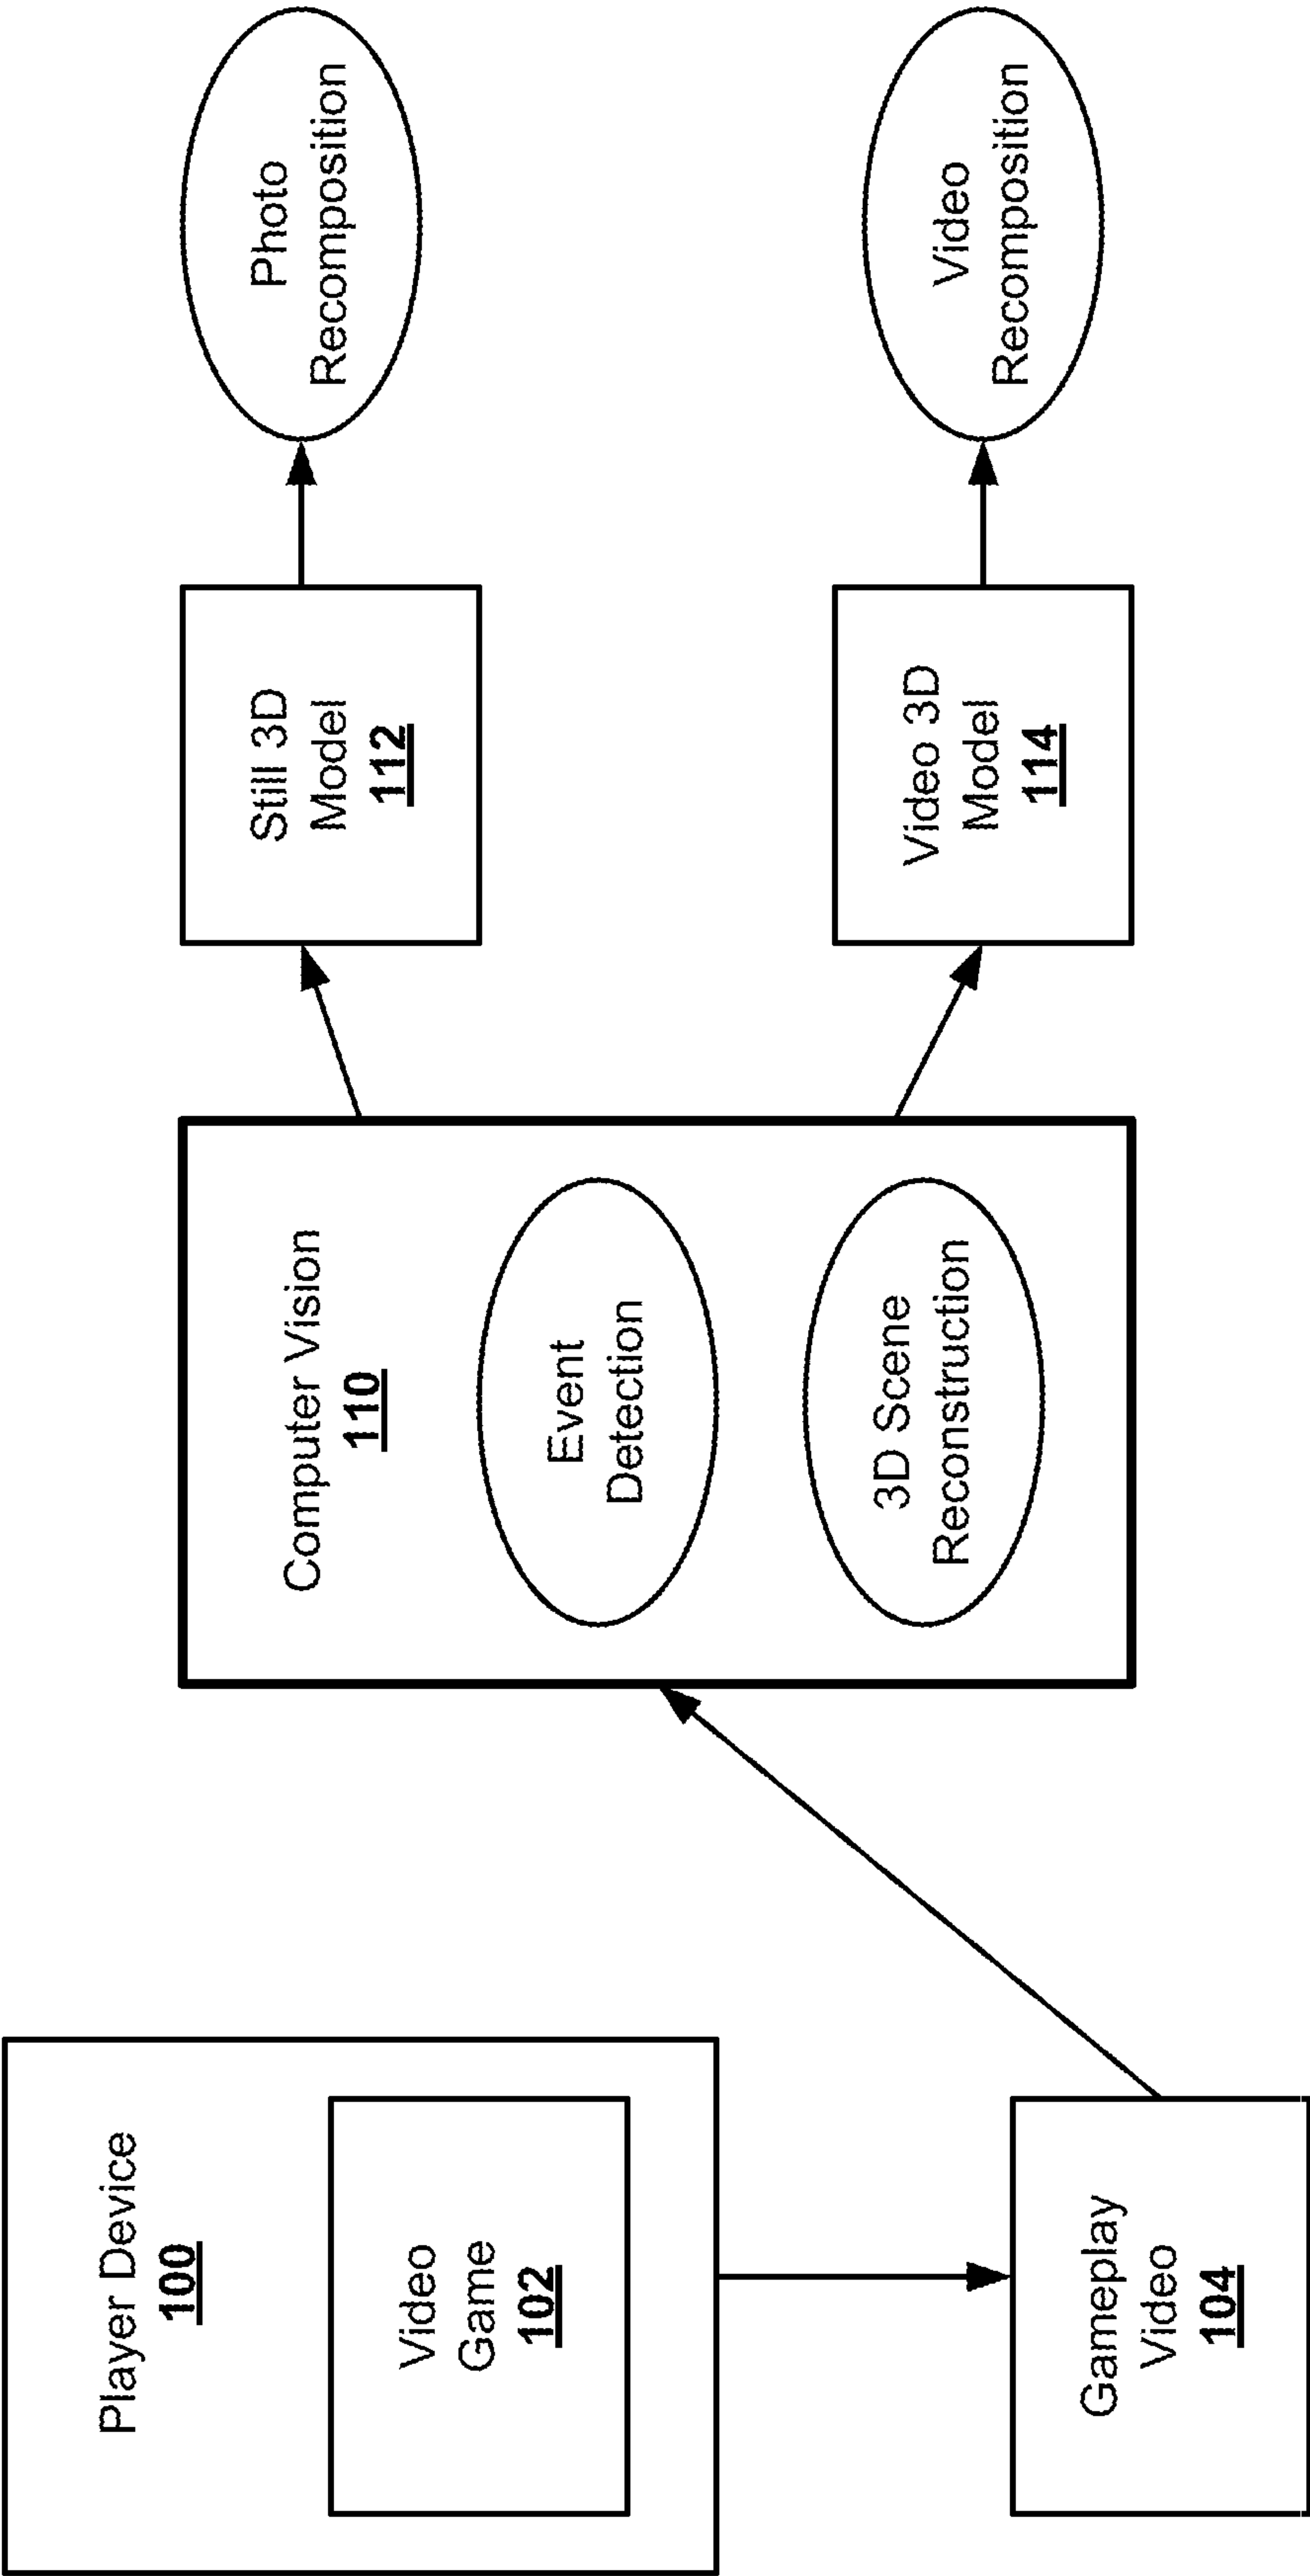 Player Device
100
Video
Game
102
Gameplay
Video
104
Computer Vision
110
Event
Detection
3D Scene
Reconstruction
Still 3D
Model
112
Video 3D
Model
114
Photo
Recomposition
Video
Recomposition